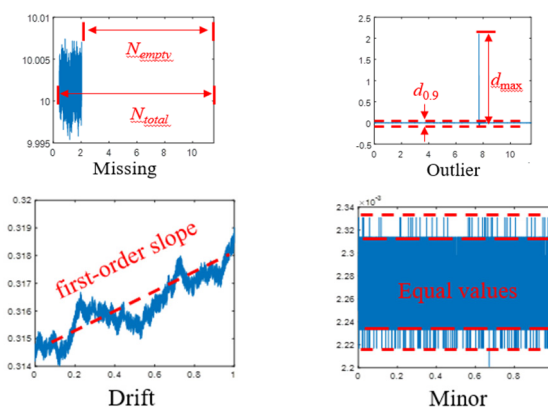 10.01
10.005
10
9.995
N_empty
N_total
0 2 4 6 8 10
Missing
2.5
2
1.5
1
0.5
0
-0.5
d0.9
dmax
0 2 4 6 8 10
Outlier
0.32
0.319
0.318
0.317
0.316
0.315
0.314
first-order slope
0 0.2 0.4 0.6 0.8 1
Drift
2.34
2.32
2.3
2.28
2.26
2.24
2.22
2.2
Equal values
0 0.2 0.4 0.6 0.8
Minor